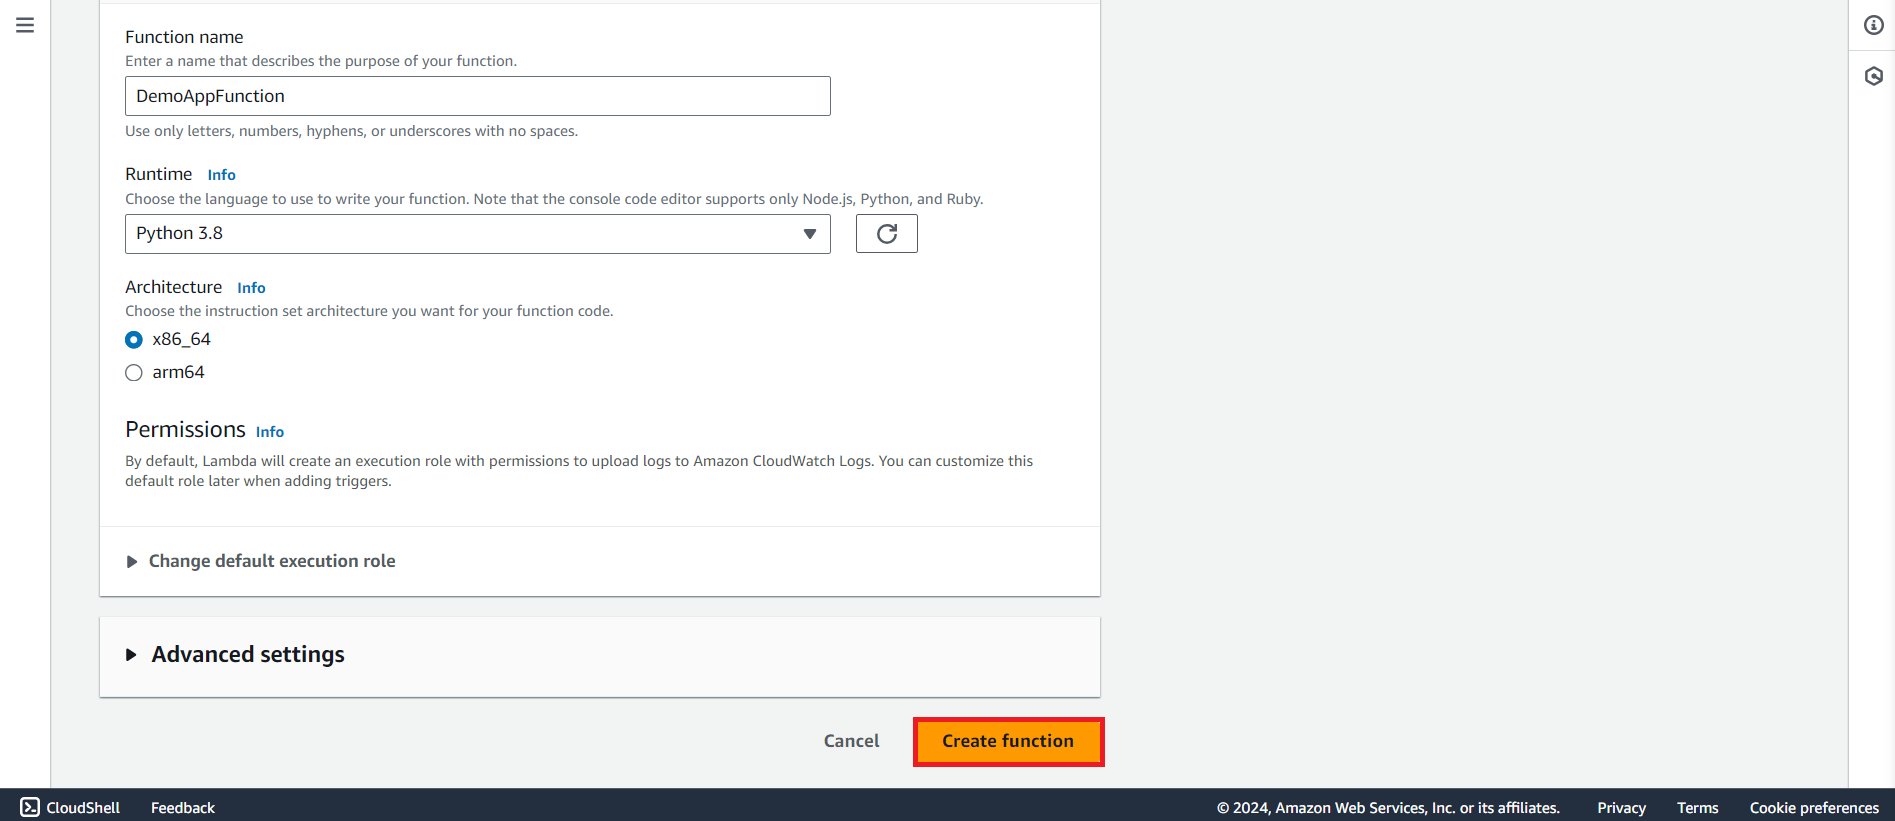 Function name
Enter a name that describes the purpose of your function.
DemoAppFunction
Use only letters, numbers, hyphens, or underscores with no spaces.
Runtime Info
Choose the language to use to write your function. Note that the console code editor supports only Node.js, Python, and Ruby.
Python 3.8
Architecture Info
Choose the instruction set architecture you want for your function code.
x86_64
arm64
Permissions Info
By default, Lambda will create an execution role with permissions to upload logs to Amazon CloudWatch Logs. You can customize this
default role later when adding triggers.
Change default execution role
Advanced settings
Cancel Create function
CloudShell Feedback © 2024, Amazon Web Services, Inc. or its affiliates. Privacy Terms Cookie preferences